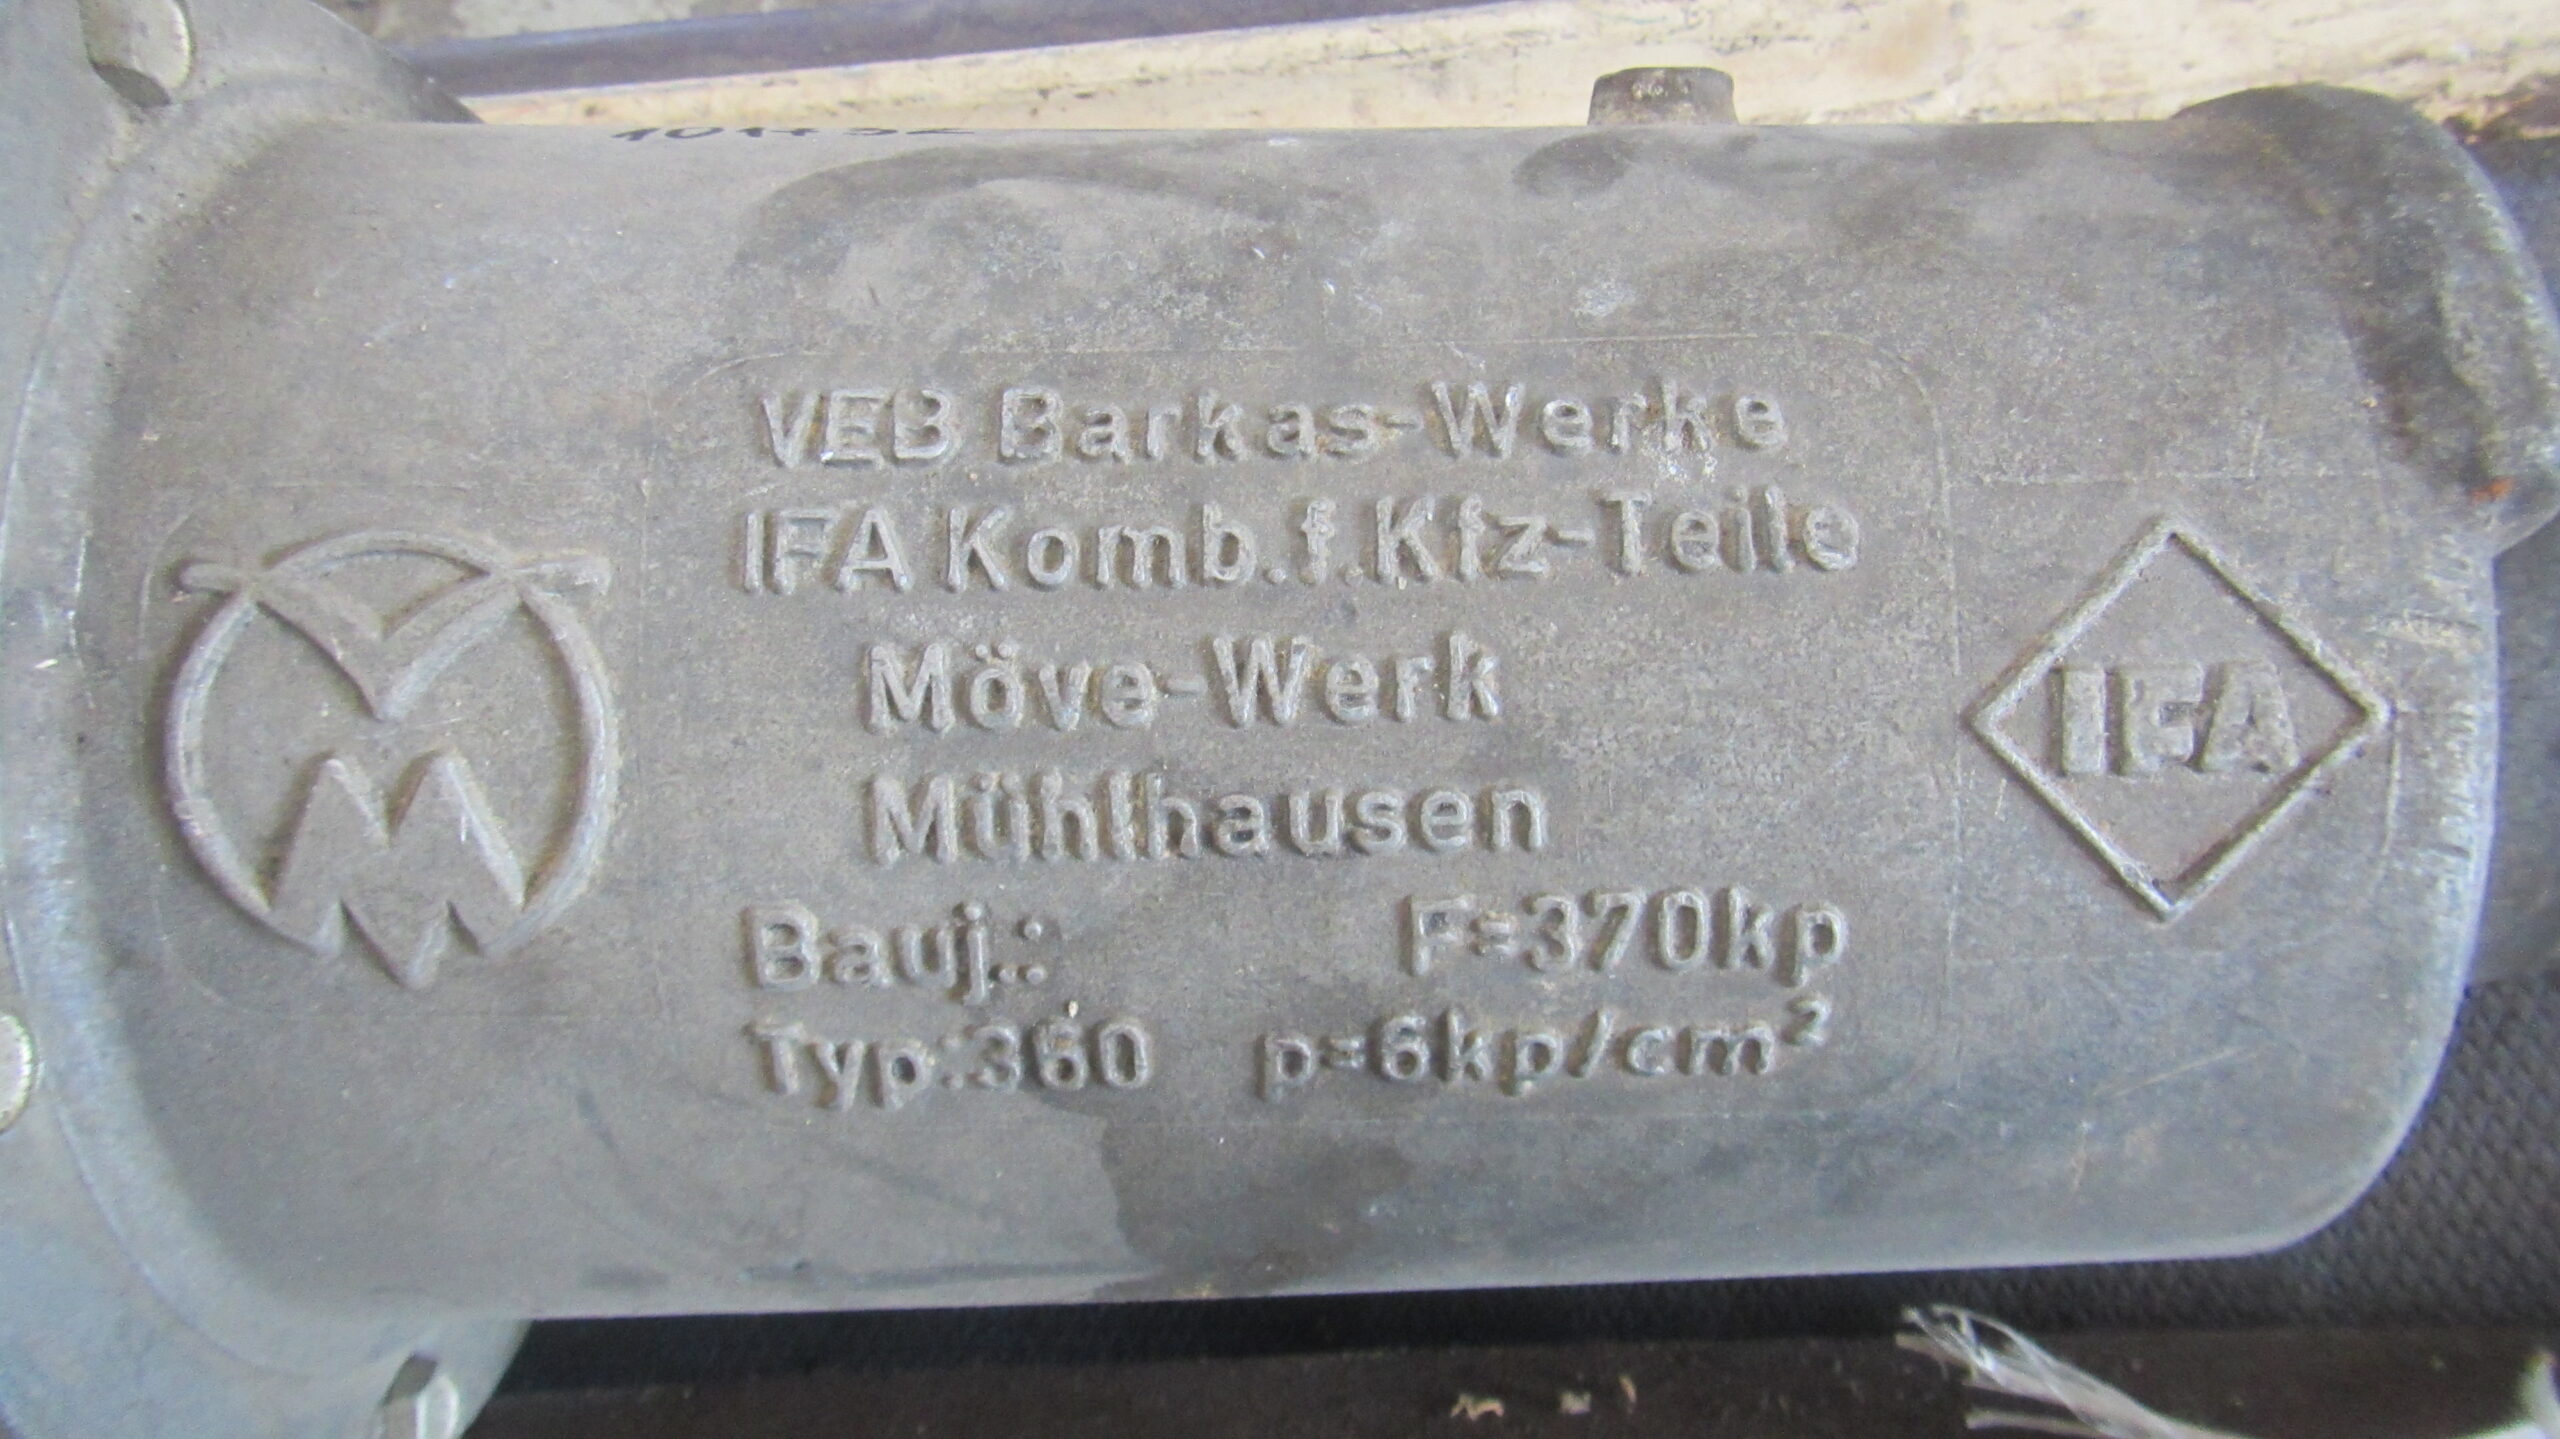 VEB Barkas-Werke
IFA Komb.f.Kfz-Teile
Möve-Werk
Mühlhausen
Bauj.: F=370kp
Typ:360 p=6kp/cm²
M
IFA